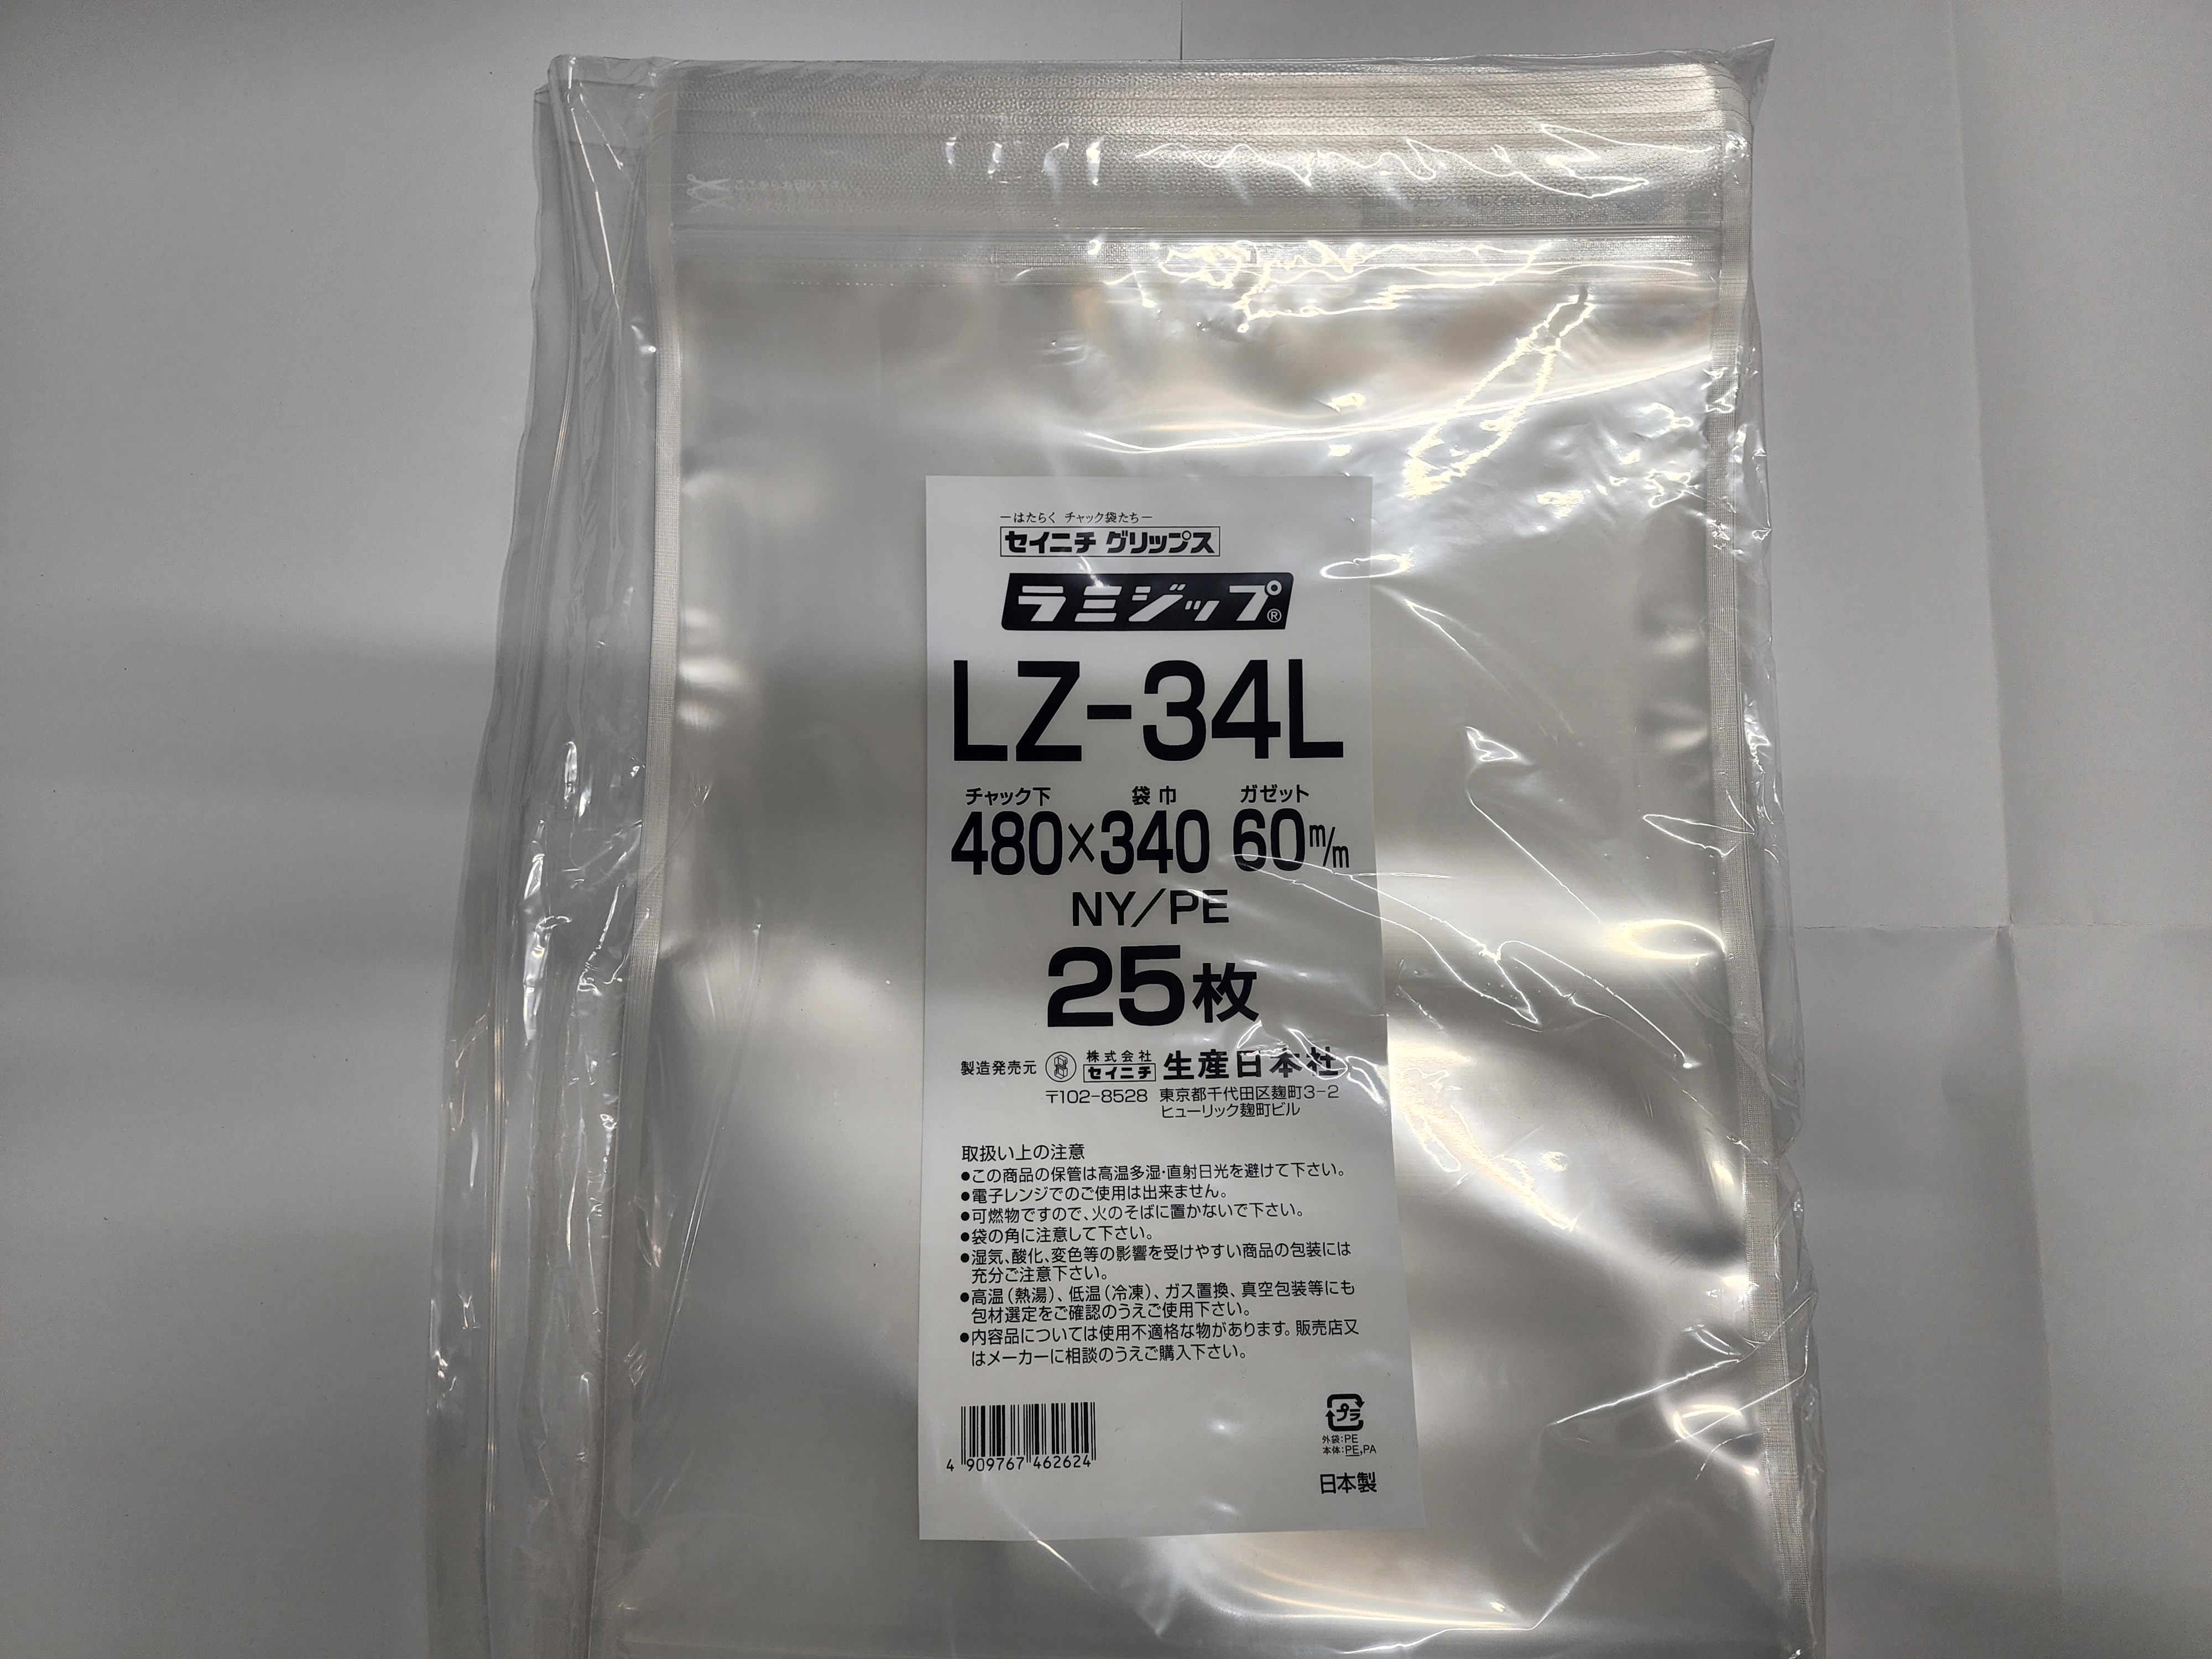 ーはたらく チャック袋たちー
セイニチ グリップス
ラミジップ®
LZ-34L
チャック下 袋巾 ガゼット
480×340 60m/m
NY/PE
25枚
製造発売元 株式会社 セイニチ 生産日本社
〒102-8528 東京都千代田区麹町3-2
ヒューリック麹町ビル
取扱い上の注意
●この商品の保管は高温多湿・直射日光を避けて下さい。
●電子レンジでのご使用は出来ません。
●可燃物ですので、火のそばに置かないで下さい。
●袋の角に注意して下さい。
●湿気、酸化、変色等の影響を受けやすい商品の包装には
充分ご注意下さい。
●高温(熱湯)、低温(冷凍)、ガス置換、真空包装等にも
包材選定をご確認のうえご使用下さい。
●内容品については使用不適格な物があります。販売店又
はメーカーに相談のうえご購入下さい。
4 909767 462624
プラ
外袋:PE
本体:PE,PA
日本製